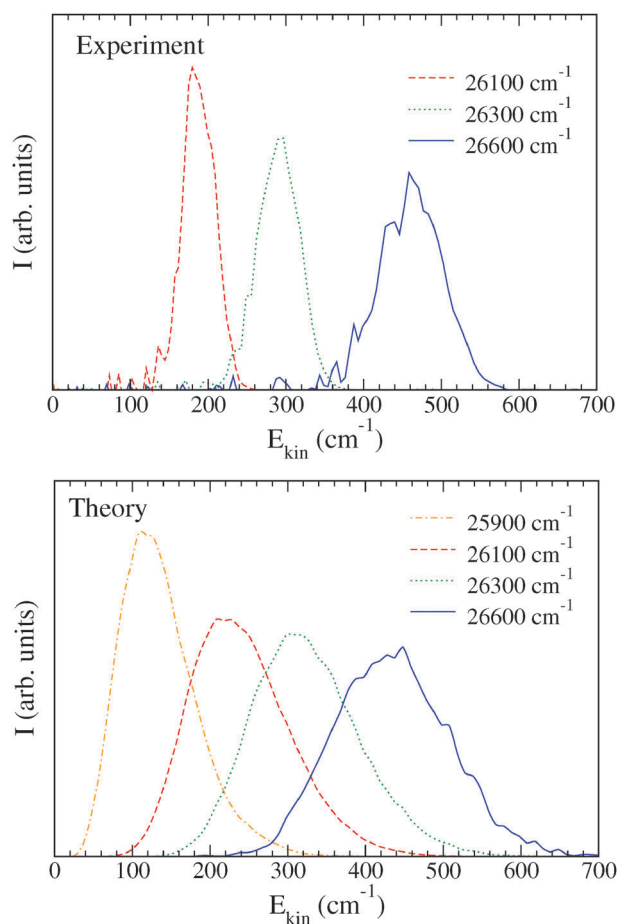 Experiment
26100 cm⁻¹
26300 cm⁻¹
26600 cm⁻¹
I (arb. units)
0 100 200 300 400 500 600 700
E_kin (cm⁻¹)
Theory
25900 cm⁻¹
26100 cm⁻¹
26300 cm⁻¹
26600 cm⁻¹
I (arb. units)
0 100 200 300 400 500 600 700
E_kin (cm⁻¹)